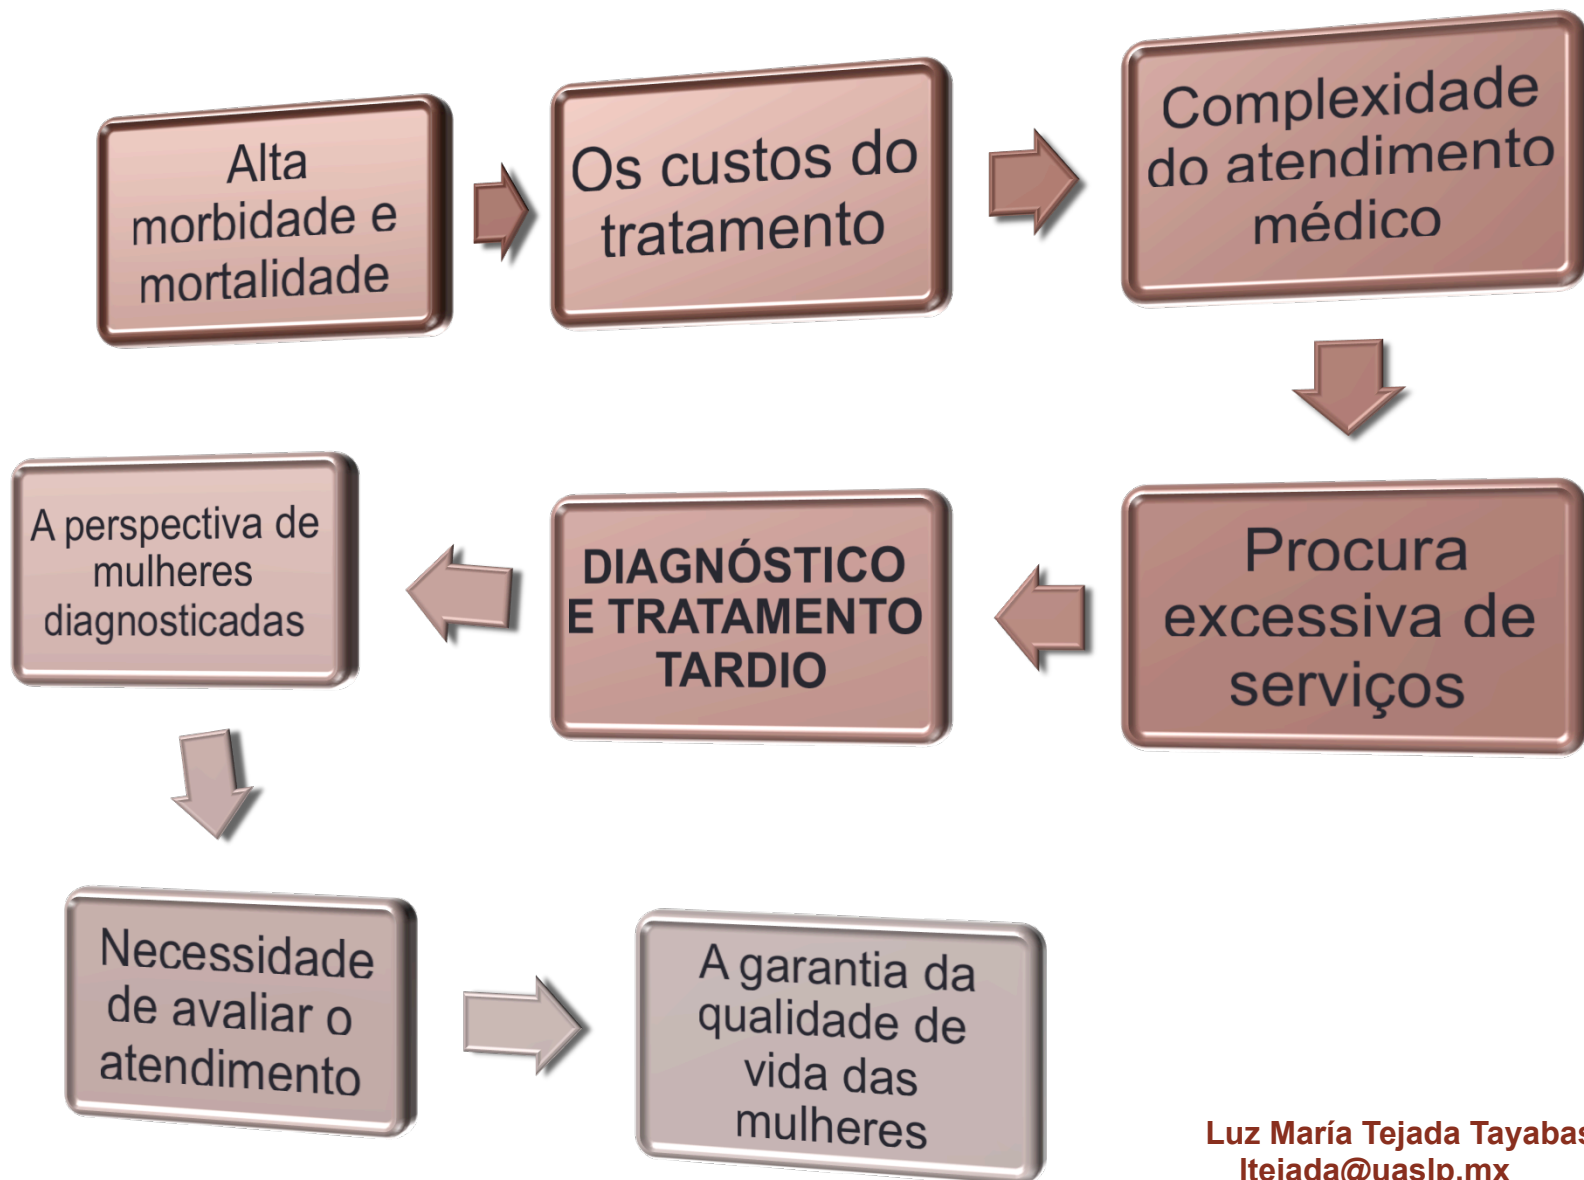 Alta
morbidade e
mortalidade
Os custos do
tratamento
Complexidade
do atendimento
médico
Procura
excessiva de
serviços
DIAGNÓSTICO
E TRATAMENTO
TARDIO
A perspectiva de
mulheres
diagnosticadas
Necessidade
de avaliar o
atendimento
A garantia da
qualidade de
vida das
mulheres
Luz María Tejada Tayabas
ltejada@uaslp.mx